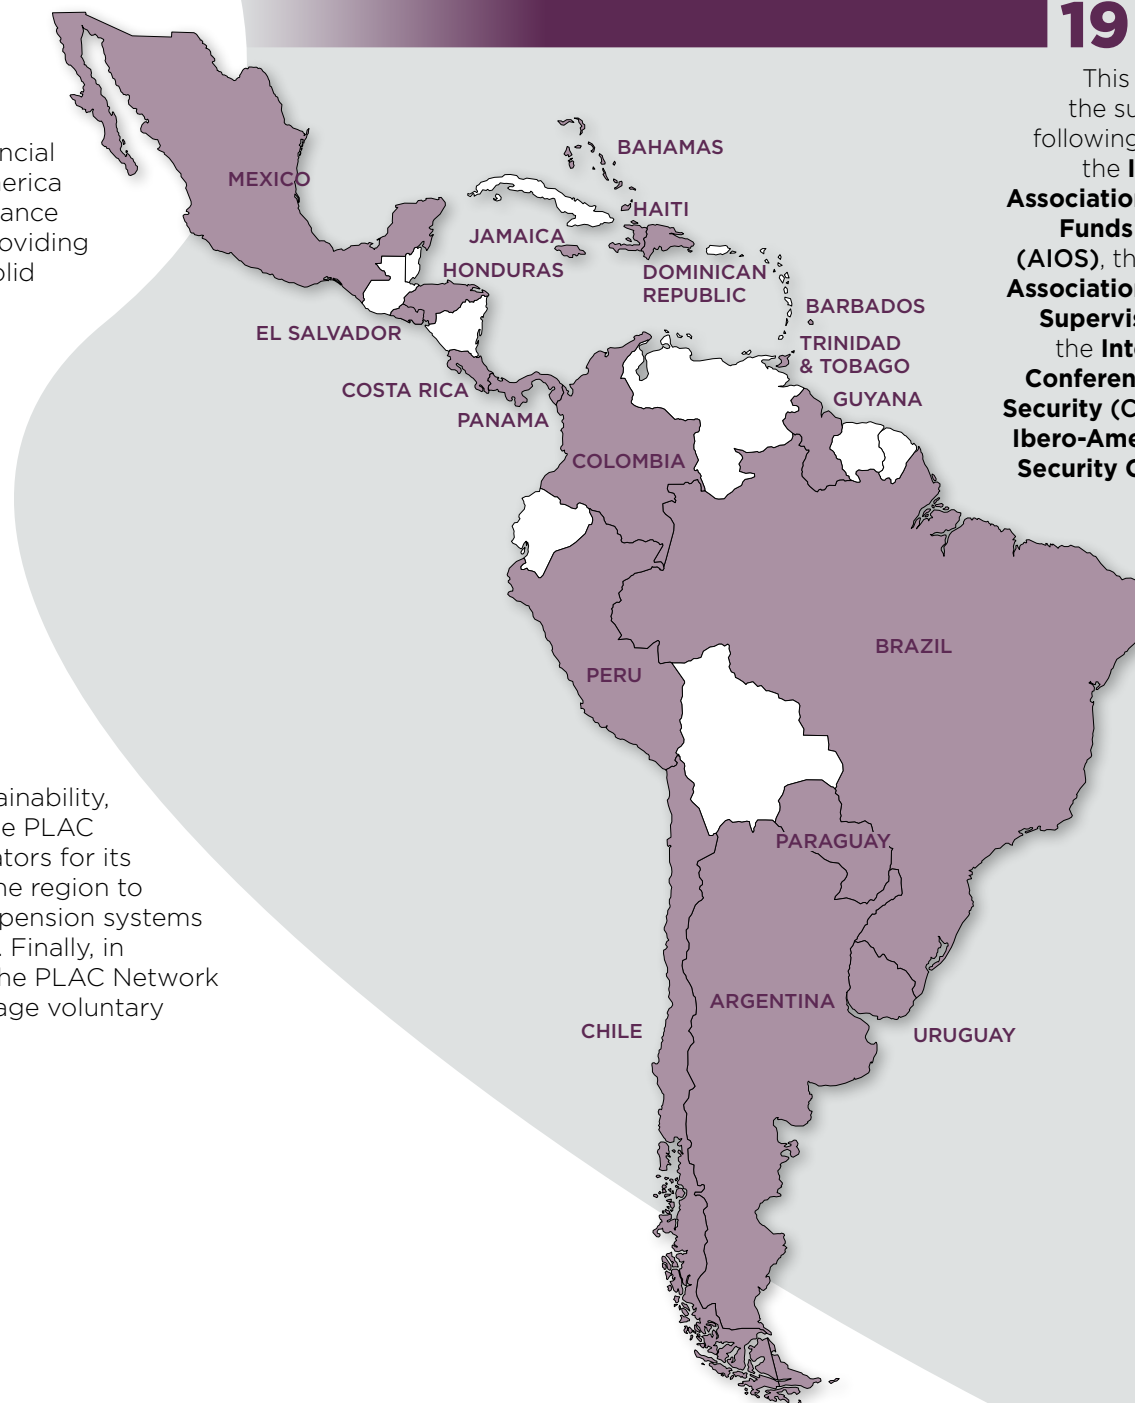 19
This
the su
following
the I
Association
Funds
(AIOS), th
Association
Supervis
the Inte
Conferen
Security (C
Ibero-Ame
Security C
ncial
erica
ance
oviding
olid
MEXICO
BAHAMAS
HAITI
JAMAICA
HONDURAS
DOMINICAN
REPUBLIC
EL SALVADOR
BARBADOS
TRINIDAD
& TOBAGO
COSTA RICA
GUYANA
PANAMA
COLOMBIA
BRAZIL
PERU
PARAGUAY
ARGENTINA
CHILE
URUGUAY
ainability,
e PLAC
ators for its
he region to
pension systems
. Finally, in
he PLAC Network
age voluntary